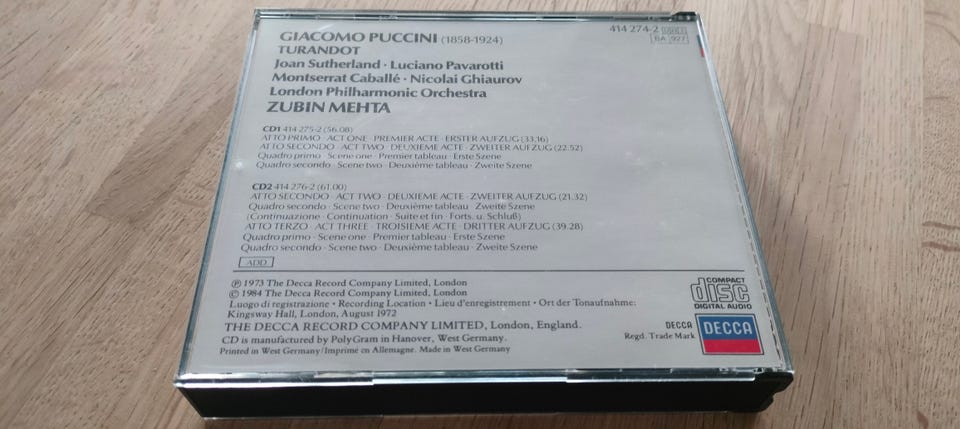 GIACOMO PUCCINI (1858-1924)
414 274-2 DH2
BA 927
TURANDOT
Joan Sutherland · Luciano Pavarotti
Montserrat Caballé · Nicolai Ghiaurov
London Philharmonic Orchestra
ZUBIN MEHTA
CD1 414 275-2 (56.08)
ATTO PRIMO · ACT ONE · PREMIER ACTE · ERSTER AUFZUG (33.16)
ATTO SECONDO · ACT TWO · DEUXIEME ACTE · ZWEITER AUFZUG (22.52)
Quadro primo · Scene one · Premier tableau · Erste Szene
Quadro secondo · Scene two · Deuxième tableau · Zweite Szene
CD2 414 276-2 (61.00)
ATTO SECONDO · ACT TWO · DEUXIEME ACTE · ZWEITER AUFZUG (21.32)
Quadro secondo · Scene two · Deuxième tableau · Zweite Szene
(Continuazione · Continuation · Suite et fin · Forts. u. Schluß)
ATTO TERZO · ACT THREE · TROISIEME ACTE · DRITTER AUFZUG (39.28)
Quadro primo · Scene one · Premier tableau · Erste Szene
Quadro secondo · Scene two · Deuxième tableau · Zweite Szene
ADD
Ⓟ 1973 The Decca Record Company Limited, London
© 1984 The Decca Record Company Limited, London
Luogo di registrazione · Recording Location · Lieu d'enregistrement · Ort der Tonaufnahme:
Kingsway Hall, London, August 1972
THE DECCA RECORD COMPANY LIMITED, London, England.
CD is manufactured by PolyGram in Hanover, West Germany.
Printed in West Germany/Imprimé en Allemagne. Made in West Germany
COMPACT
disc
DIGITAL AUDIO
DECCA
Regd. Trade Mark
DECCA